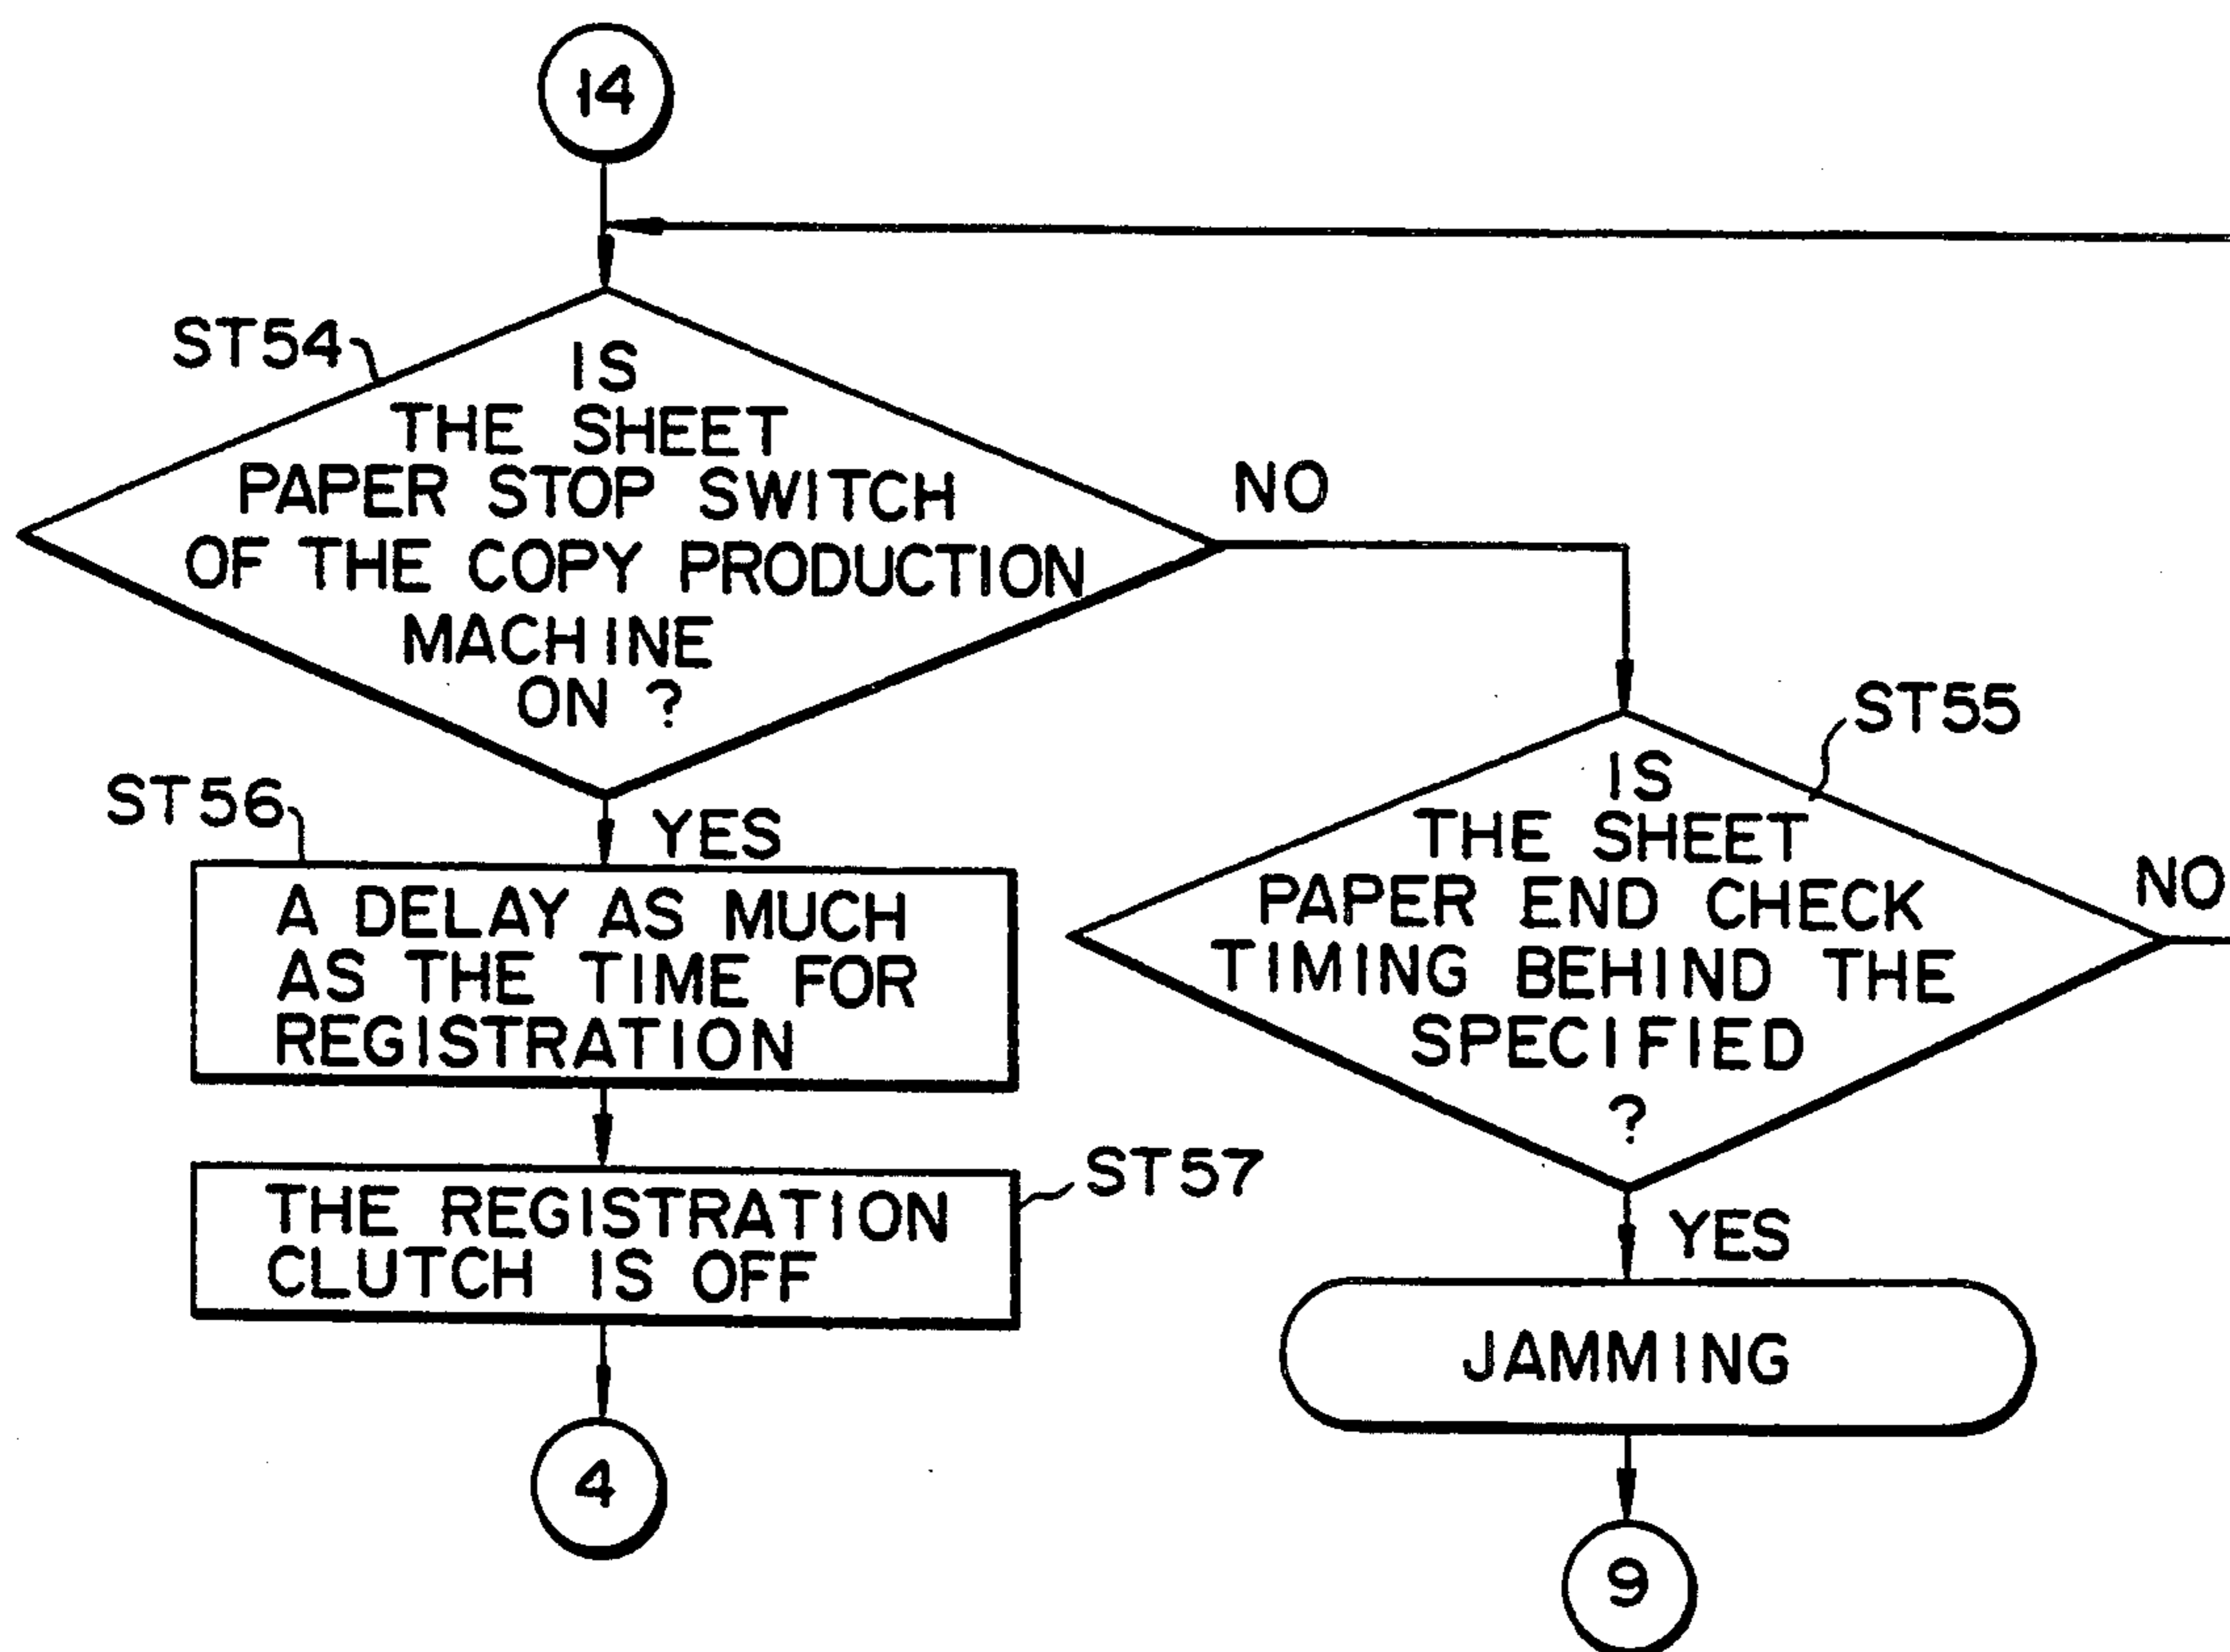 14
ST54
IS
THE SHEET
PAPER STOP SWITCH
OF THE COPY PRODUCTION
MACHINE
ON ?
NO
YES
ST56
A DELAY AS MUCH
AS THE TIME FOR
REGISTRATION
ST57
THE REGISTRATION
CLUTCH IS OFF
4
ST55
IS
THE SHEET
PAPER END CHECK
TIMING BEHIND THE
SPECIFIED
?
NO
YES
JAMMING
9